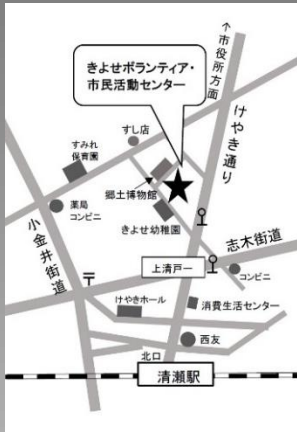 ↑市役所方面
きよせボランティア・
市民活動センター
けやき通り
すし店
すみれ
保育園
郷土博物館
薬局
コンビニ
きよせ幼稚園
小金井街道
志木街道
上清戸一
コンビニ
〒
けやきホール
消費生活センター
西友
北口
清瀬駅